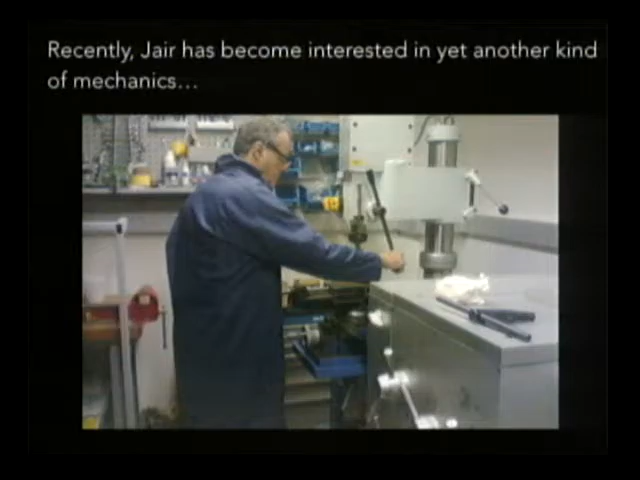 Recently, Jair has become interested in yet another kind
of mechanics…